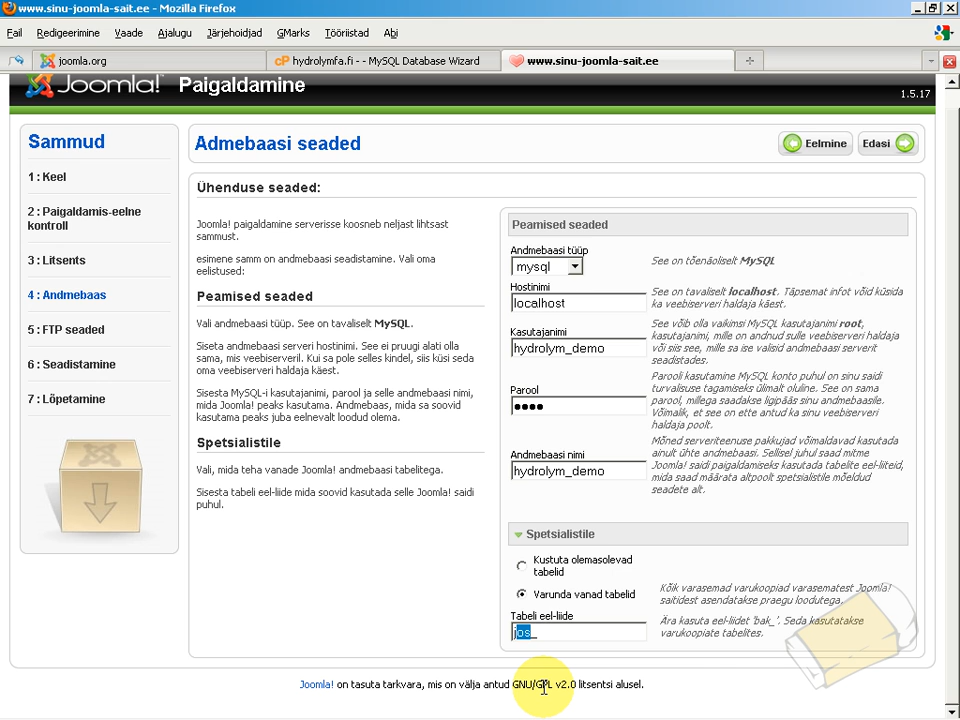 www.sinu-joomla-sait.ee - Mozilla Firefox
Fail Redigeerimine Vaade Ajalugu Järjehoidjad GMarks Tööriistad Abi
joomla.org
cP hydrolymfa.fi - - MySQL Database Wizard
www.sinu-joomla-sait.ee
Joomla! Paigaldamine
1.5.17
Sammud
1 : Keel
2 : Paigaldamis-eelne
kontroll
3 : Litsents
4 : Andmebaas
5 : FTP seaded
6 : Seadistamine
7 : Lõpetamine
Admebaasi seaded
Eelmine
Edasi
Ühenduse seaded:
Joomla! paigaldamine serverisse koosneb neljast lihtsast
sammust.
esimene samm on andmebaasi seadistamine. Vali oma
eelistused:
Peamised seaded
Vali andmebaasi tüüp. See on tavaliselt MySQL.
Siseta andmebaasi serveri hostinimi. See ei pruugi alati olla
sama, mis veebiserveril. Kui sa pole selles kindel, siis küsi seda
oma veebiserveri haldaja käest.
Sisesta MySQL-i kasutajanimi, parool ja selle andmebaasi nimi,
mida Joomla! peaks kasutama. Andmebaas, mida sa soovid
kasutama peaks juba eelnevalt loodud olema.
Spetsialistile
Vali, mida teha vanade Joomla! andmebaasi tabelitega.
Sisesta tabeli eel-liide mida soovid kasutada selle Joomla! saidi
puhul.
Peamised seaded
Andmebaasi tüüp
mysql
See on tõenäoliselt MySQL
Hostinimi
localhost
See on tavaliselt localhost. Täpsemat infot võid küsida
ka veebiserveri haldaja käest.
Kasutajanimi
hydrolym_demo
See võib olla vaikimsi MySQL kasutajanimi root,
kasutajanimi, mille on andnud sulle veebiserveri haldaja
või siis see, mille sa ise valisid andmebaasi serverit
seadistades.
Parool
Parooli kasutamine MySQL konto puhul on sinu saidi
turvalisuse tagamiseks ülimalt oluline. See on sama
parool, millega saadakse ligipääs sinu andmebaasile.
Võimalik, et see on ette antud ka sinu veebiserveri
haldaja poolt.
Andmebaasi nimi
hydrolym_demo
Mõned serveriteenuse pakkujad võimaldavad kasutada
ainult ühte andmebaasi. Sellisel juhul saad mitme
Joomla! saidi paigaldamiseks kasutada tabelite eel-liiteid,
mida saad määrata altpoolt spetsialistile mõeldud
seadete alt.
Spetsialistile
Kustuta olemasolevad
tabelid
Varunda vanad tabelid
Kõik varasemad varukoopiad varasematest Joomla!
saitidest asendatakse praegu loodutega.
Tabeli eel-liide
jos_
Ära kasuta eel-liidet 'bak_'. Seda kasutatakse
varukoopiate tabelites.
Joomla! on tasuta tarkvara, mis on välja antud GNU/GPL v2.0 litsentsi alusel.